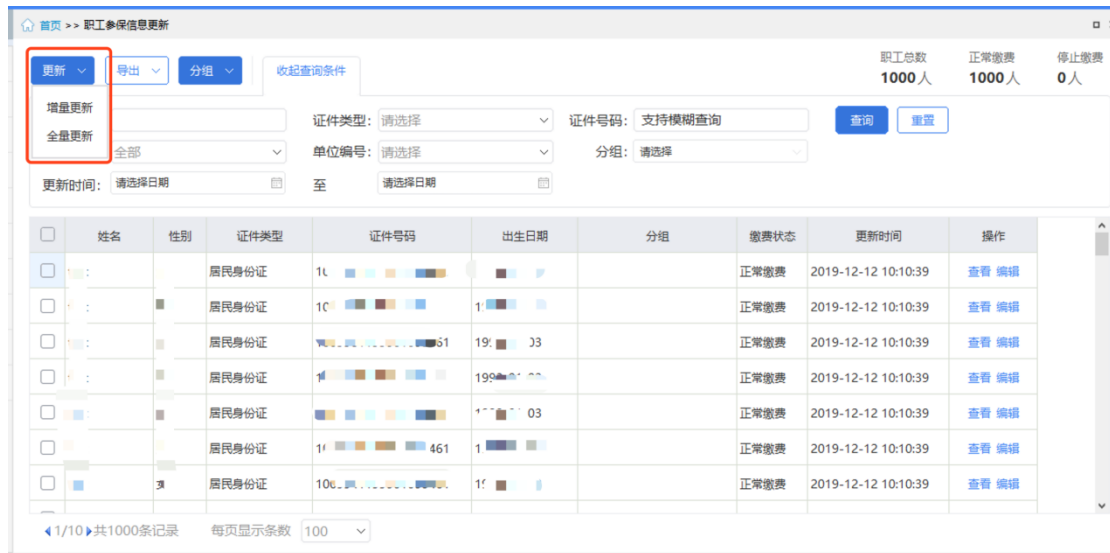 首页 >> 职工参保信息更新
更新 导出 分组 收起查询条件
职工总数 正常缴费 停止缴费
1000人 1000人 0人
增量更新
全量更新
证件类型: 请选择 证件号码: 支持模糊查询 查询 重置
全部 单位编号: 请选择 分组: 请选择
更新时间: 请选择日期 至 请选择日期
姓名 性别 证件类型 证件号码 出生日期 分组 缴费状态 更新时间 操作
居民身份证 正常缴费 2019-12-12 10:10:39 查看 编辑
居民身份证 正常缴费 2019-12-12 10:10:39 查看 编辑
居民身份证 正常缴费 2019-12-12 10:10:39 查看 编辑
居民身份证 正常缴费 2019-12-12 10:10:39 查看 编辑
居民身份证 03 正常缴费 2019-12-12 10:10:39 查看 编辑
居民身份证 461 正常缴费 2019-12-12 10:10:39 查看 编辑
居民身份证 正常缴费 2019-12-12 10:10:39 查看 编辑
1/10 共1000条记录 每页显示条数 100